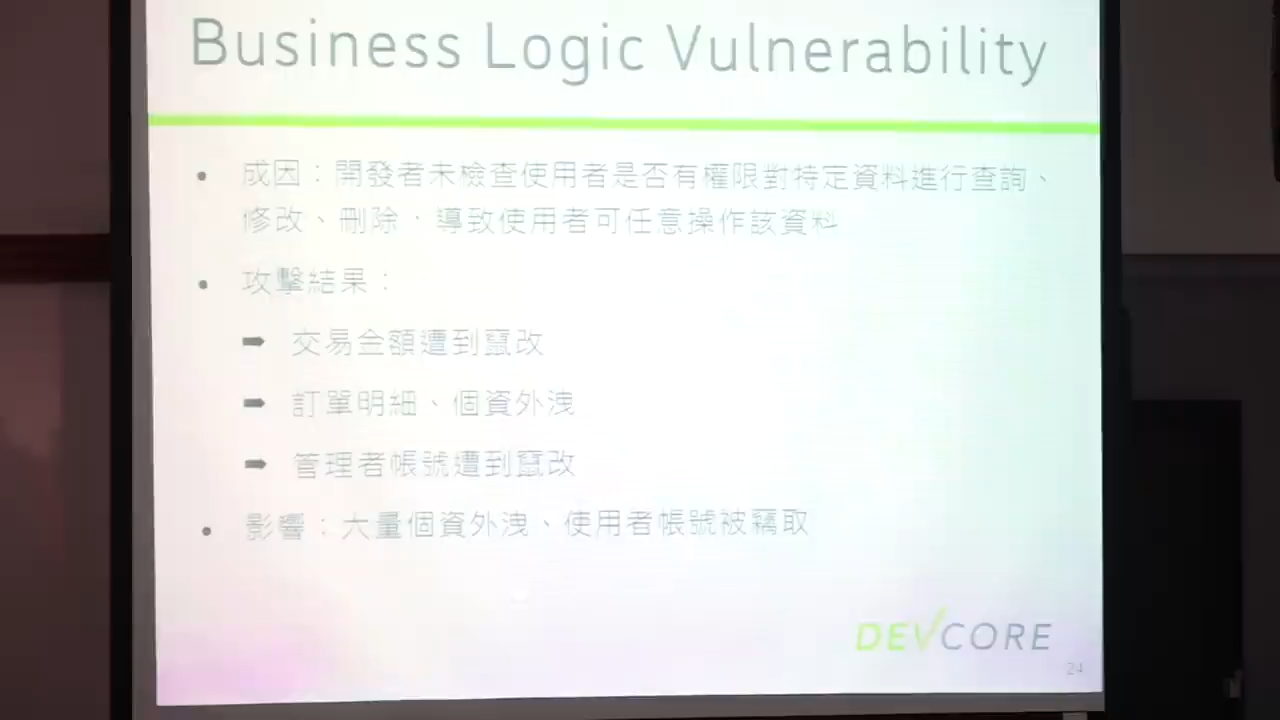 Business Logic Vulnerability
• 成因：開發者未檢查使用者是否有權限對特定資料進行查詢、
修改、刪除，導致使用者可任意操作該資料
• 攻擊結果：
➡ 交易金額遭到竄改
➡ 訂單明細、個資外洩
➡ 管理者帳號遭到竄改
• 影響：大量個資外洩、使用者帳號被竊取
DEVCORE
24